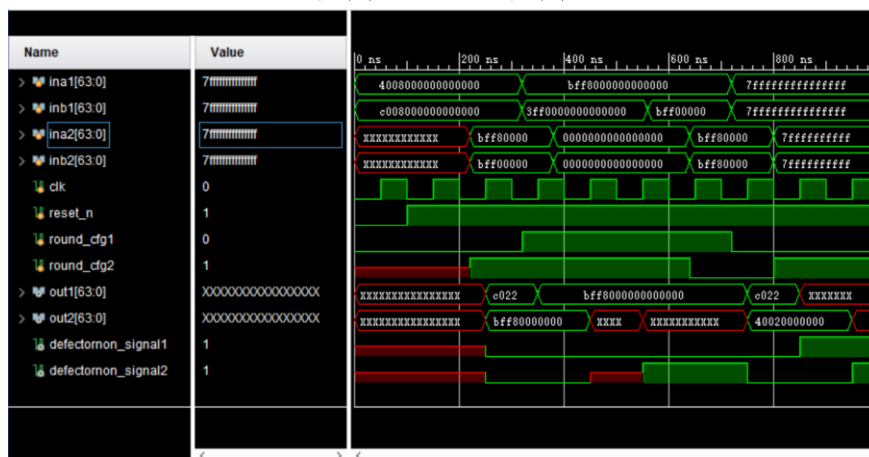 Name Value 0 ns 200 ns 400 ns 600 ns 800 ns
ina1[63:0] 7fffffffffffffff 4008000000000000 bff8000000000000 7fffffffffffffff
inb1[63:0] 7fffffffffffffff c008000000000000 3ff0000000000000 bff00000 7fffffffffffffff
ina2[63:0] 7fffffffffffffff XXXXXXXXXXXX bff80000 0000000000000000 bff80000 7ffffffffff
inb2[63:0] 7fffffffffffffff XXXXXXXXXXXX bff00000 0000000000000000 bff80000 7ffffffffff
clk 0
reset_n 1
round_cfg1 0
round_cfg2 1
out1[63:0] XXXXXXXXXXXXXXXX XXXXXXXXXXXXXXXX c022 bff8000000000000 c022 XXXXXXX
out2[63:0] XXXXXXXXXXXXXXXX XXXXXXXXXXXXXXXX bff80000000 XXXX XXXXXXXXXXX 40020000000
defectornon_signal1 1
defectornon_signal2 1